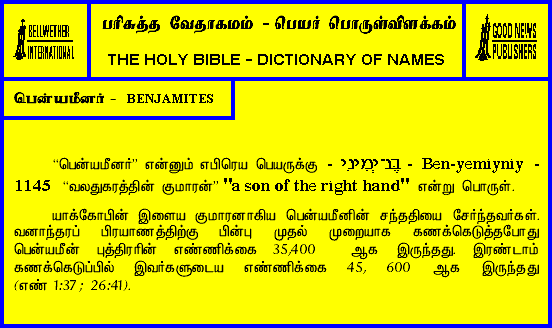 BELLWETHER
INTERNATIONAL
பரிசுத்த வேதாகமம் - பெயர் பொருள்விளக்கம்
THE HOLY BIBLE - DICTIONARY OF NAMES
GOOD NEWS
PUBLISHERS
பென்யமீனர் - BENJAMITES
“பென்யமீனர்” என்னும் எபிரெய பெயருக்கு - בֶּן־יְמִינִי - Ben-yemiyniy -
1145 “வலதுகரத்தின் குமாரன்” "a son of the right hand" என்று பொருள்.
யாக்கோபின் இளைய குமாரனாகிய பென்யமீனின் சந்ததியை சேர்ந்தவர்கள்.
வனாந்தரப் பிரயாணத்திற்கு பின்பு முதல் முறையாக கணக்கெடுத்தபோது
பென்யமீன் புத்திரரின் எண்ணிக்கை 35,400 ஆக இருந்தது. இரண்டாம்
கணக்கெடுப்பில் இவர்களுடைய எண்ணிக்கை 45, 600 ஆக இருந்தது
(எண் 1:37 ; 26:41).